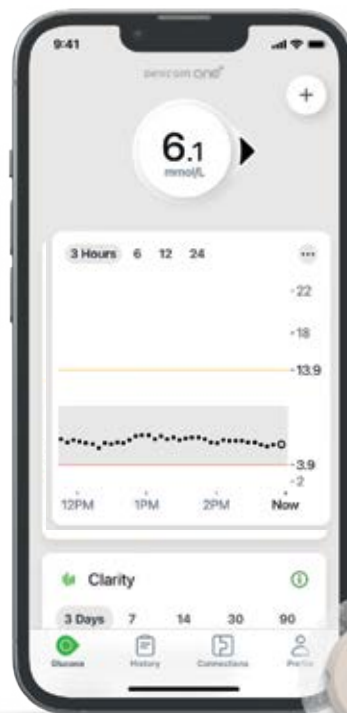 9:41
Dexcom ONE+
+
6.1
mmol/L
3 Hours 6 12 24 ...
22
18
13.9
3.9
2
12PM 1PM 2PM Now
Clarity
3 Days 7 14 30 90
Glucose History Connections Profile